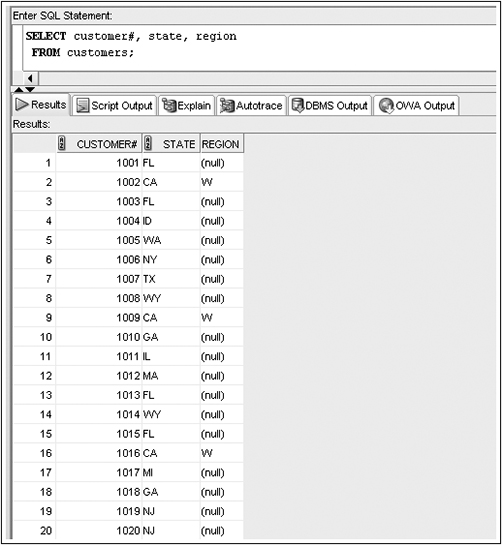 Enter SQL Statement:
SELECT customer#, state, region
FROM customers;
Results Script Output Explain Autotrace DBMS Output OWA Output
Results:
CUSTOMER# STATE REGION
1 1001 FL (null)
2 1002 CA W
3 1003 FL (null)
4 1004 ID (null)
5 1005 WA (null)
6 1006 NY (null)
7 1007 TX (null)
8 1008 WY (null)
9 1009 CA W
10 1010 GA (null)
11 1011 IL (null)
12 1012 MA (null)
13 1013 FL (null)
14 1014 WY (null)
15 1015 FL (null)
16 1016 CA W
17 1017 MI (null)
18 1018 GA (null)
19 1019 NJ (null)
20 1020 NJ (null)